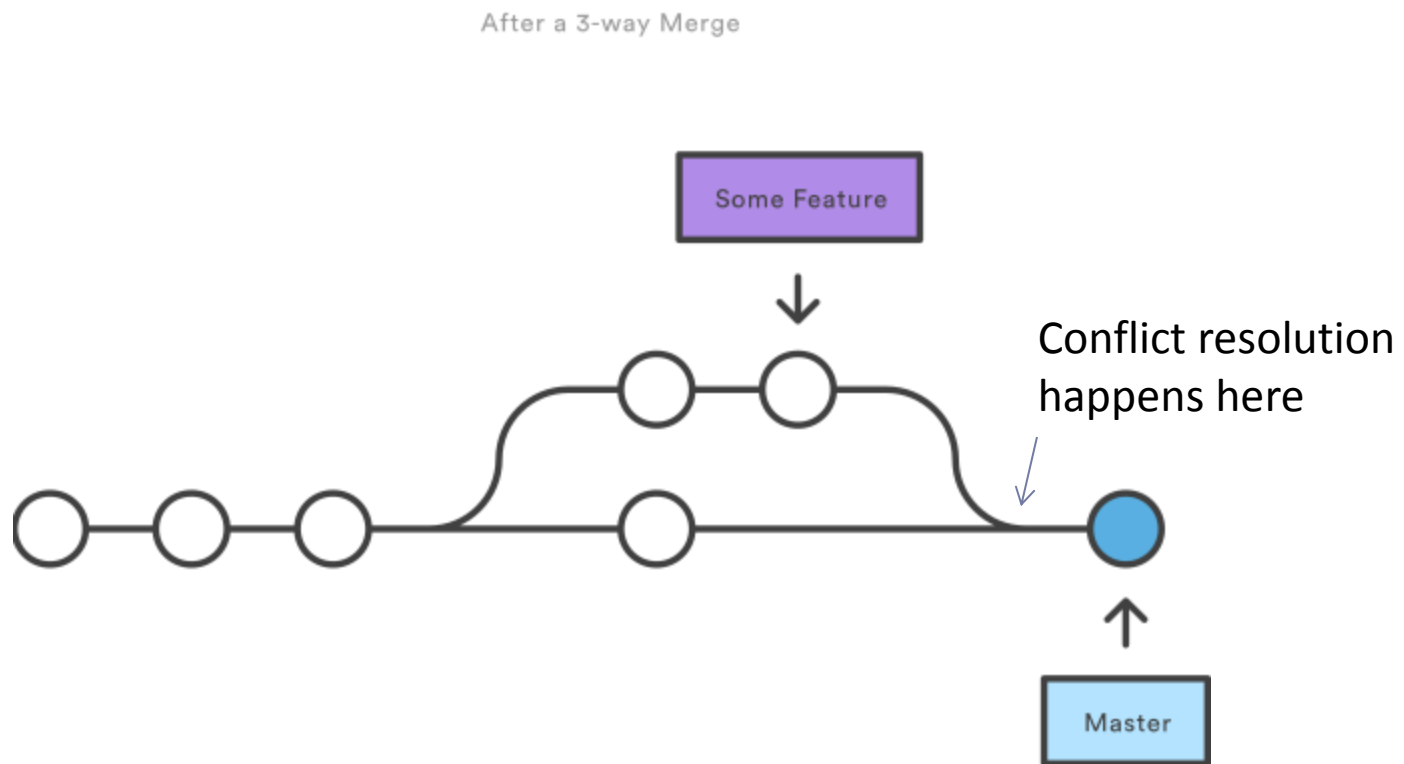 After a 3-way Merge
Some Feature
Conflict resolution
happens here
Master